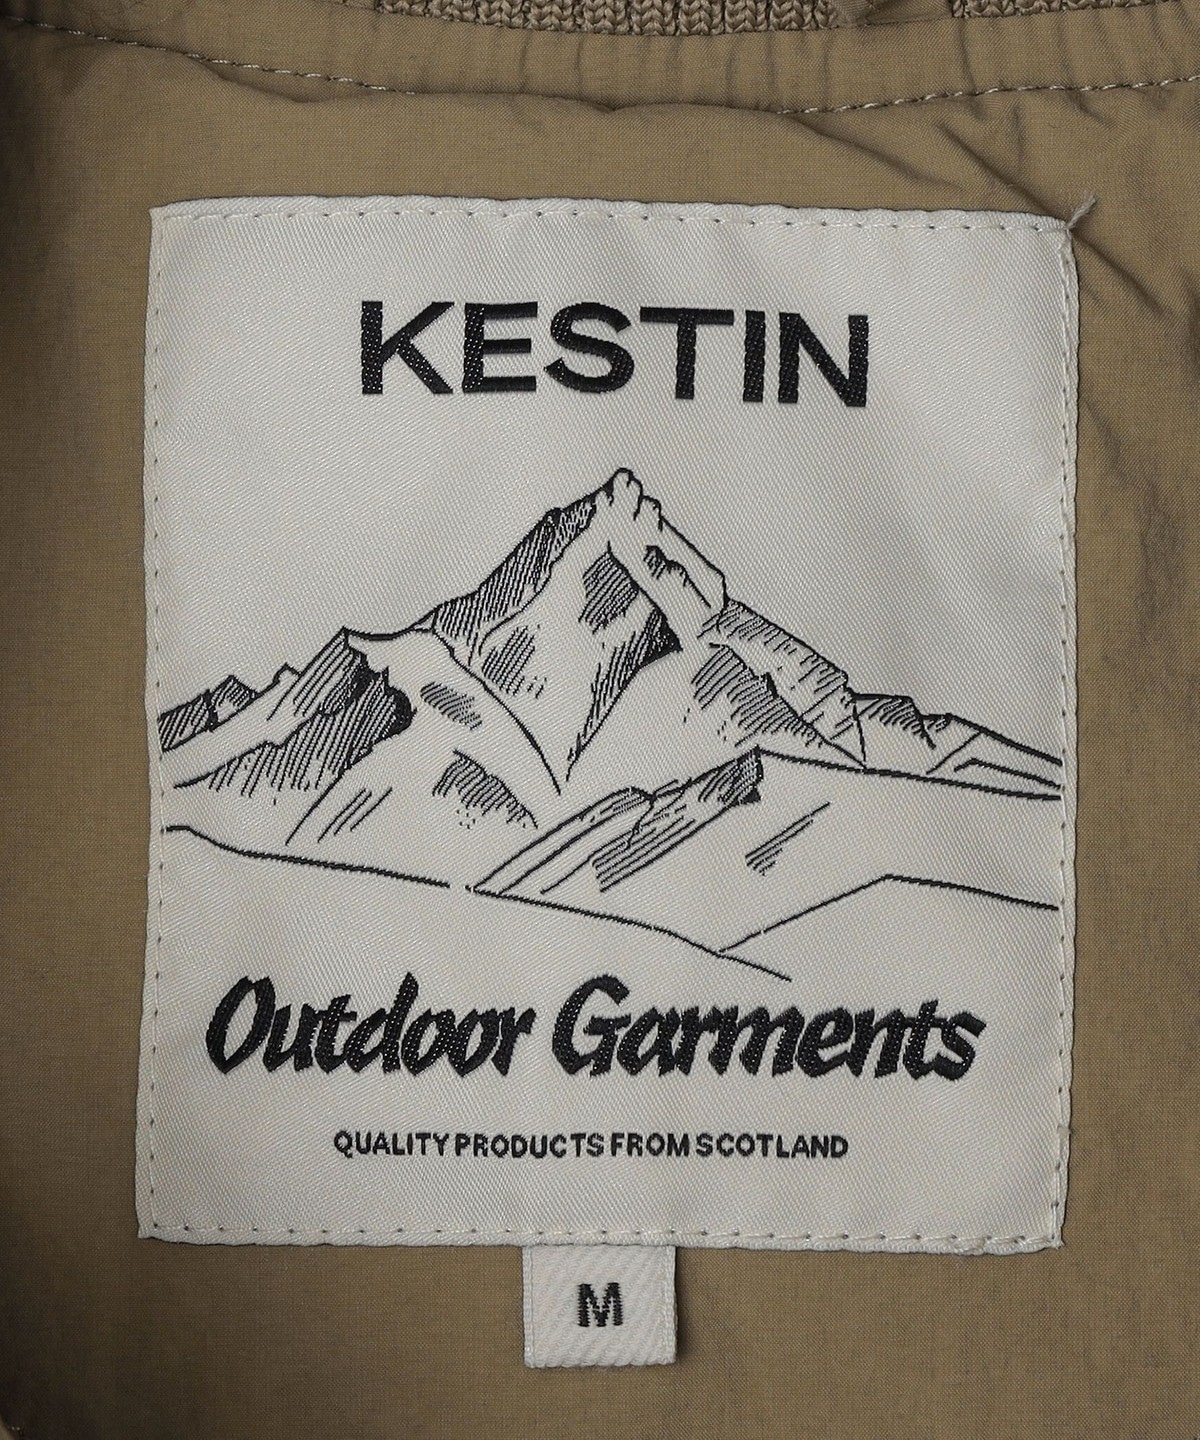 KESTIN
Outdoor Garments
QUALITY PRODUCTS FROM SCOTLAND
M